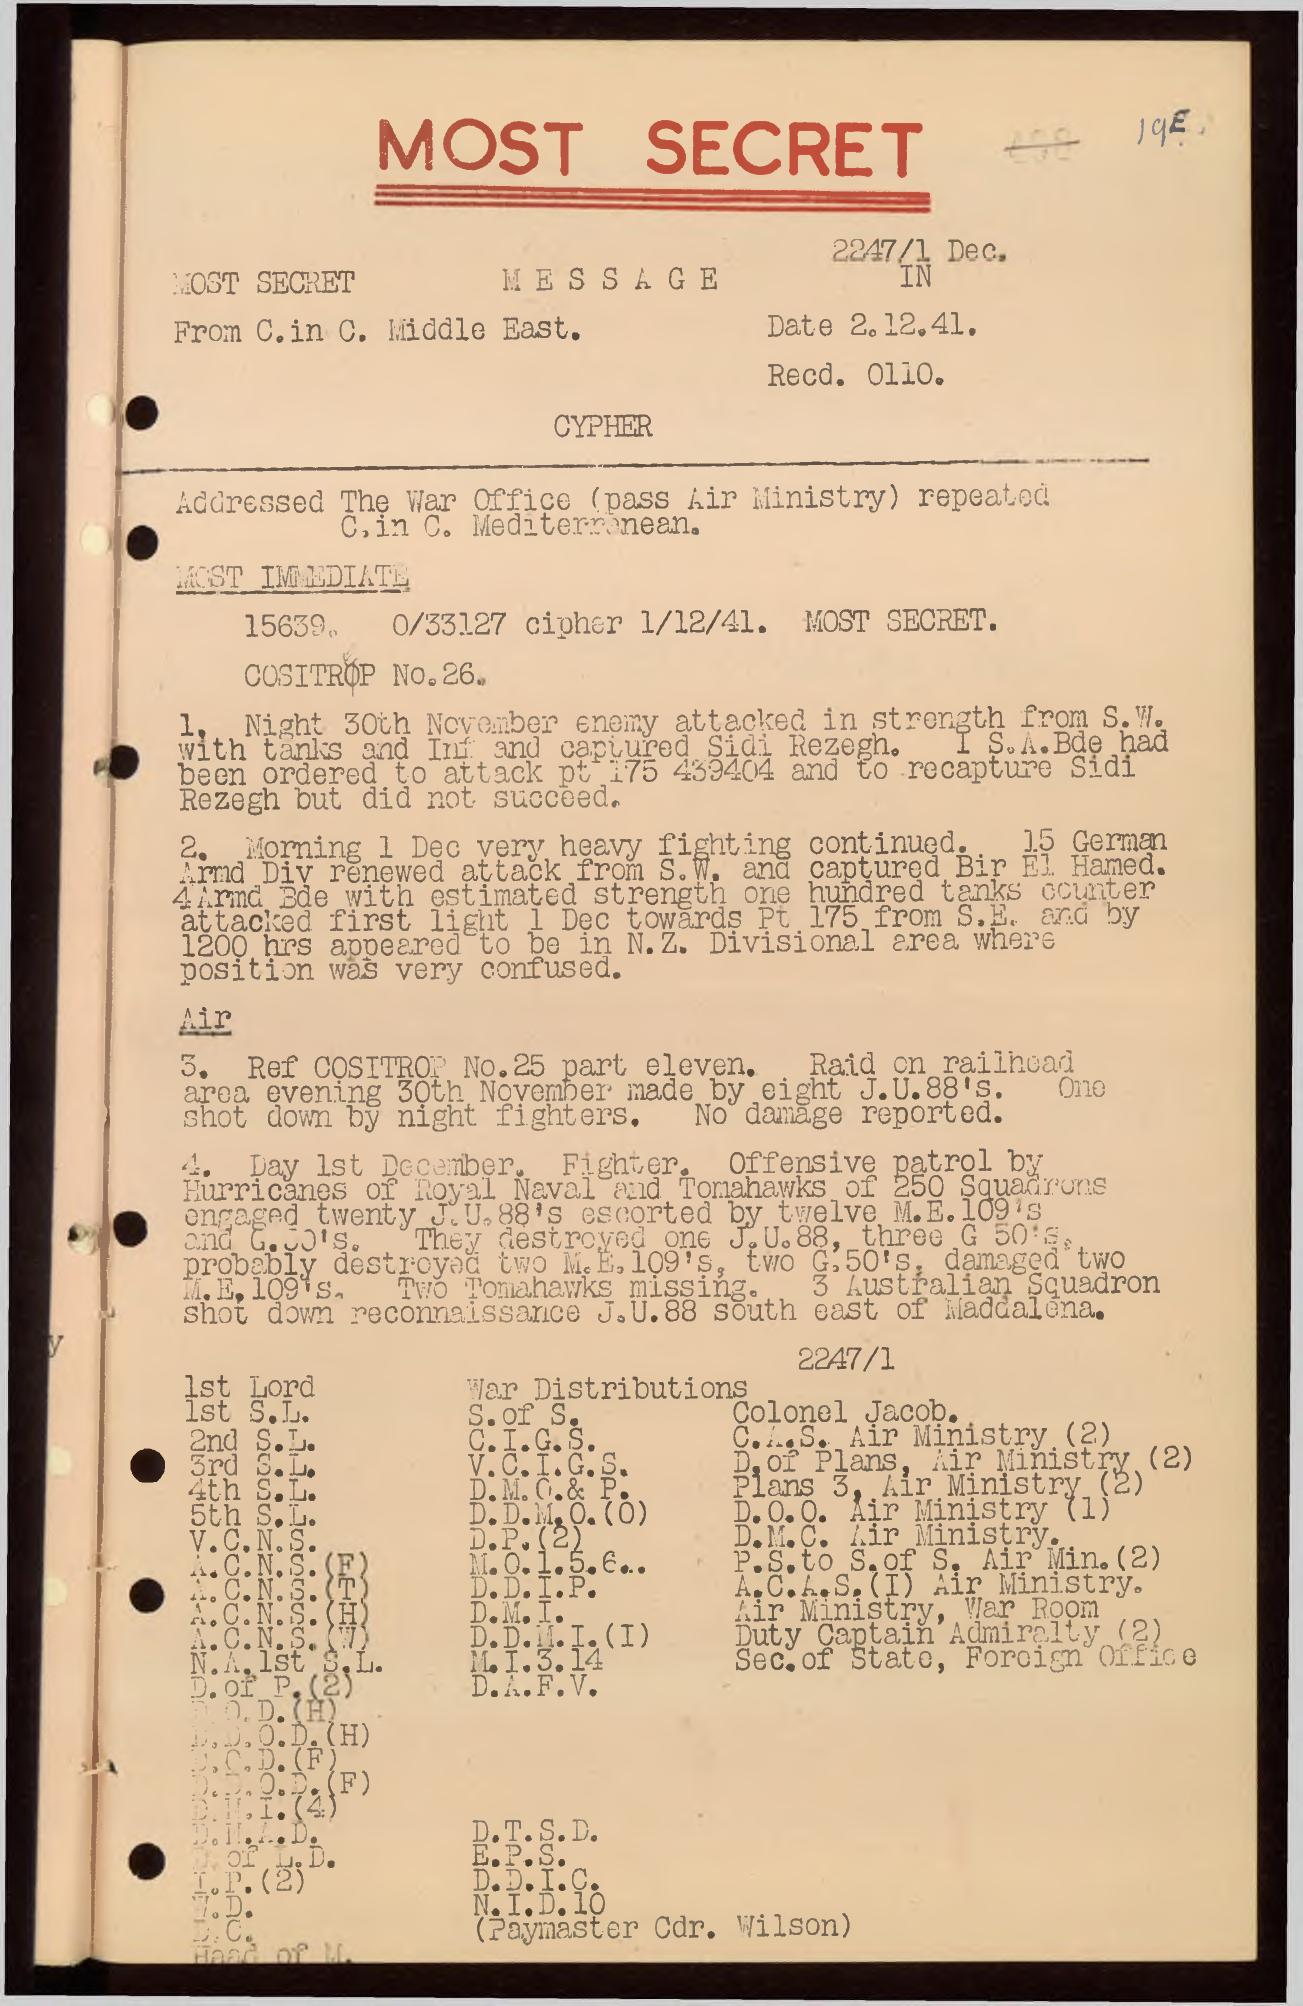 MOST SECRET
19E.
2247/1 Dec.
MOST SECRET MESSAGE IN
From C.in C. Middle East. Date 2.12.41.
Recd. 0110.
CYPHER
Addressed The War Office (pass Air Ministry) repeated
C.in C. Mediterranean.
MOST IMMEDIATE
15639. 0/33127 cipher 1/12/41. MOST SECRET.
COSITROP No.26.
1. Night 30th November enemy attacked in strength from S.W.
with tanks and Inf and captured Sidi Rezegh. 1 S.A.Bde had
been ordered to attack pt 175 439404 and to recapture Sidi
Rezegh but did not succeed.
2. Morning 1 Dec very heavy fighting continued. 15 German
Armd Div renewed attack from S.W. and captured Bir El Hamed.
4 Armd Bde with estimated strength one hundred tanks counter
attacked first light 1 Dec towards Pt 175 from S.E. and by
1200 hrs appeared to be in N.Z. Divisional area where
position was very confused.
Air
3. Ref COSITROP No.25 part eleven. Raid on railhead
area evening 30th November made by eight J.U.88's. One
shot down by night fighters. No damage reported.
4. Day 1st December. Fighter. Offensive patrol by
Hurricanes of Royal Naval and Tomahawks of 250 Squadrons
engaged twenty J.U.88's escorted by twelve M.E.109's
and G.50's. They destroyed one J.U.88, three G 50's,
probably destroyed two M.E.109's, two G.50's, damaged two
M.E.109's. Two Tomahawks missing. 3 Australian Squadron
shot down reconnaissance J.U.88 south east of Maddalena.
2247/1
1st Lord War Distributions
1st S.L. S.of S. Colonel Jacob.
2nd S.L. C.I.G.S. C.A.S. Air Ministry (2)
3rd S.L. V.C.I.G.S. D.of Plans, Air Ministry (2)
4th S.L. D.M.O.& P. Plans 3, Air Ministry (2)
5th S.L. D.D.M.O.(O) D.O.O. Air Ministry (1)
V.C.N.S. D.P.(2) D.M.C. Air Ministry.
A.C.N.S.(F) M.O.1.5.6.. P.S.to S.of S. Air Min.(2)
A.C.N.S.(T) D.D.I.P. A.C.A.S.(I) Air Ministry.
A.C.N.S.(H) D.M.I. Air Ministry, War Room
A.C.N.S.(W) D.D.M.I.(I) Duty Captain Admiralty (2)
N.A.1st S.L. M.I.3.14 Sec.of State, Foreign Office
D.of P.(2) D.A.F.V.
D.O.D.(H)
D.D.O.D.(H)
D.O.D.(F)
D.D.O.D.(F)
D.N.I.(4)
D.N.A.D. D.T.S.D.
D of L.D. E.P.S.
I.P.(2) D.D.I.C.
W.D. N.I.D.10
(Paymaster Cdr. Wilson)
Head of M.